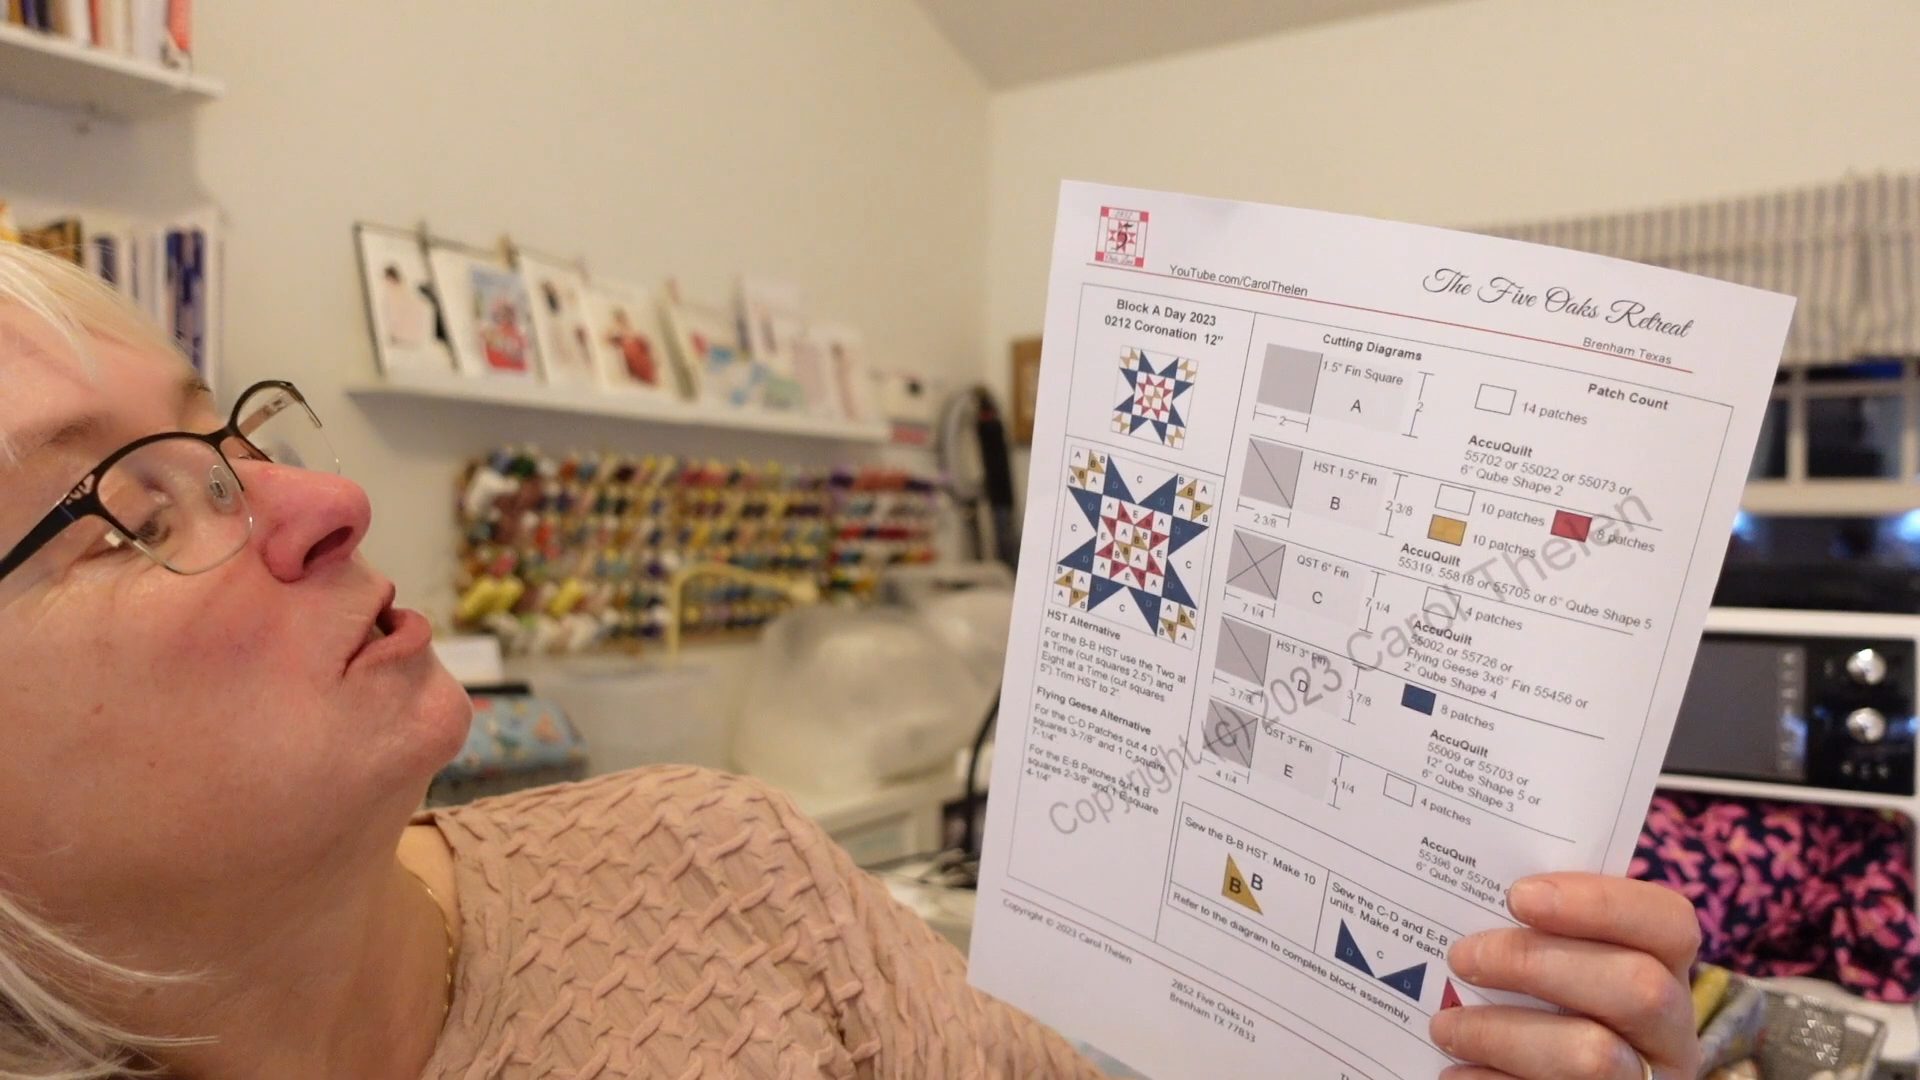 YouTube.com/CarolThelen
The Five Oaks Retreat
Brenham Texas
Block A Day 2023
0212 Coronation 12"
HST Alternative
For the B-B HST use the Two at
a Time (cut squares 2.5") and
Eight at a Time (cut squares
5") Trim HST to 2"
Flying Geese Alternative
For the C-D Patches cut 4 D
squares 3-7/8" and 1 C square
7-1/4"
For the E-B Patches cut 4 B
squares 2-3/8" and 1 E square
4-1/4"
Cutting Diagrams
Patch Count
1.5" Fin Square
A
2
2
14 patches
AccuQuilt
55702 or 55022 or 55073 or
6" Qube Shape 2
HST 1.5" Fin
B
2 3/8
2 3/8
10 patches
8 patches
10 patches
AccuQuilt
55319, 55818 or 55705 or 6" Qube Shape 5
QST 6" Fin
C
7 1/4
7 1/4
4 patches
AccuQuilt
55002 or 55726 or
Flying Geese 3x6" Fin 55456 or
2" Qube Shape 4
HST 3" Fin
D
3 7/8
3 7/8
8 patches
AccuQuilt
55009 or 55703 or
12" Qube Shape 5 or
6" Qube Shape 3
QST 3" Fin
E
4 1/4
4 1/4
4 patches
AccuQuilt
55396 or 55704
6" Qube Shape 4
Sew the B-B HST. Make 10
B B
Sew the C-D and E-B
units. Make 4 of each.
D C D
Refer to the diagram to complete block assembly.
Copyright (c) 2023 Carol Thelen
Copyright © 2023 Carol Thelen
2852 Five Oaks Ln
Brenham TX 77833